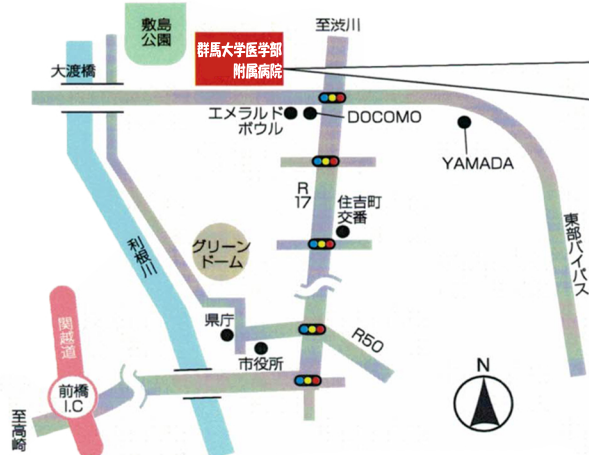 敷島
公園
至渋川
群馬大学医学部
附属病院
大渡橋
エメラルド
ボウル
DOCOMO
YAMADA
R
17
住吉町
交番
東部バイパス
利根川
グリーン
ドーム
関越道
県庁
市役所
R50
前橋
I.C
至高崎
N